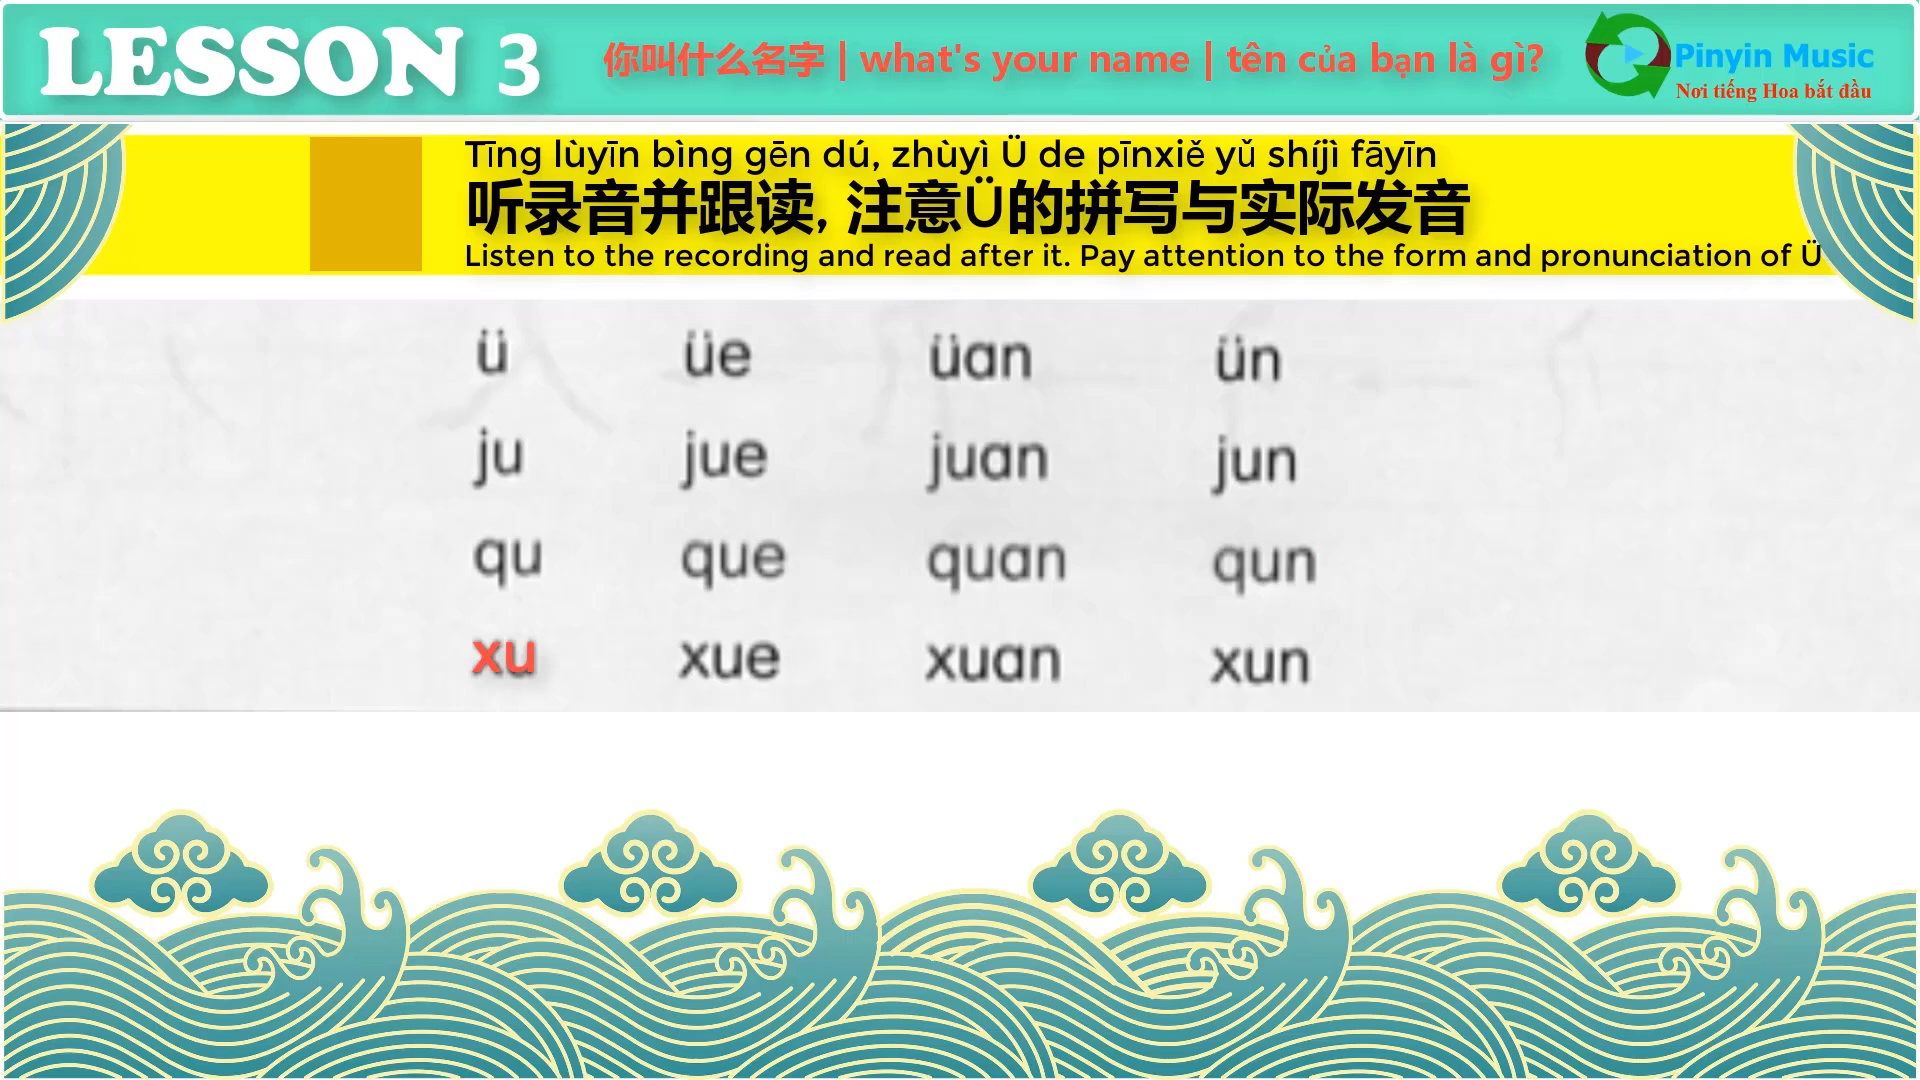 LESSON 3
你叫什么名字 | what's your name | tên của bạn là gì?
Pinyin Music
Nơi tiếng Hoa bắt đầu
Tīng lùyīn bìng gēn dú, zhùyì Ü de pīnxiě yǔ shíjì fāyīn
听录音并跟读, 注意Ü的拼写与实际发音
Listen to the recording and read after it. Pay attention to the form and pronunciation of Ü
ü üe üan ün
ju jue juan jun
qu que quan qun
xu xue xuan xun